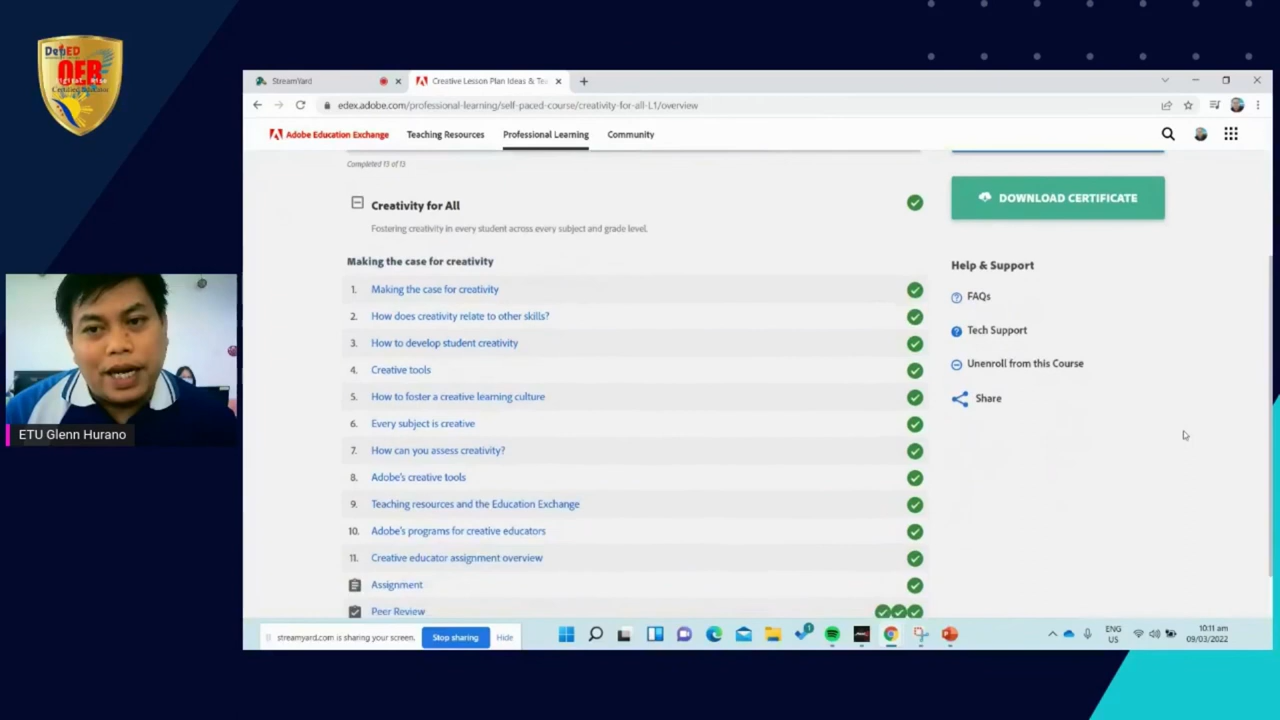 DepED
OER
Digital Wise
Certified Educator
StreamYard
Creative Lesson Plan Ideas & Tea
edex.adobe.com/professional-learning/self-paced-course/creativity-for-all-L1/overview
Adobe Education Exchange
Teaching Resources
Professional Learning
Community
Completed 13 of 13
Creativity for All
Fostering creativity in every student across every subject and grade level.
DOWNLOAD CERTIFICATE
Making the case for creativity
1. Making the case for creativity
2. How does creativity relate to other skills?
3. How to develop student creativity
4. Creative tools
5. How to foster a creative learning culture
6. Every subject is creative
7. How can you assess creativity?
8. Adobe's creative tools
9. Teaching resources and the Education Exchange
10. Adobe's programs for creative educators
11. Creative educator assignment overview
Assignment
Peer Review
Help & Support
FAQs
Tech Support
Unenroll from this Course
Share
ETU Glenn Hurano
streamyard.com is sharing your screen.
Stop sharing
Hide
1
ENG
US
10:11 am
09/03/2022